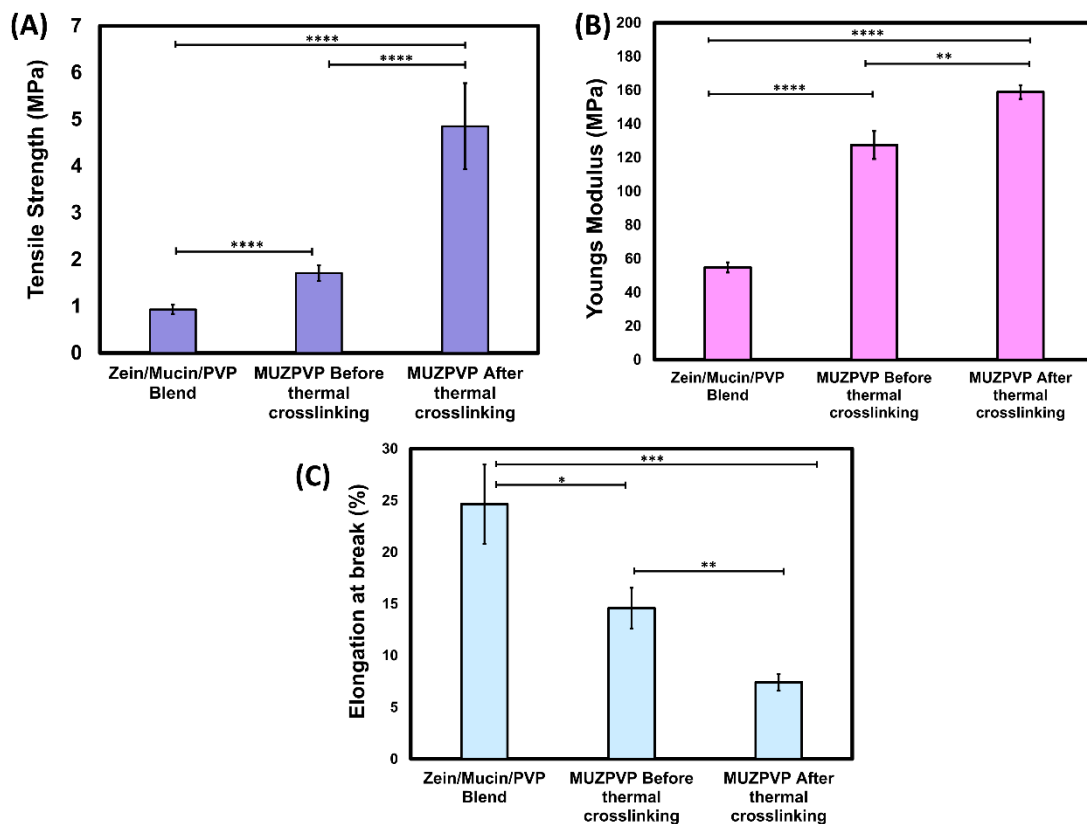 (A)
Tensile Strength (MPa)
7
6
5
4
3
2
1
0
****
****
****
Zein/Mucin/PVP
Blend
MUZPVP Before
thermal
crosslinking
MUZPVP After
thermal
crosslinking
(B)
Youngs Modulus (MPa)
200
180
160
140
120
100
80
60
40
20
0
****
**
****
Zein/Mucin/PVP
Blend
MUZPVP Before
thermal
crosslinking
MUZPVP After
thermal
crosslinking
(C)
Elongation at break (%)
30
25
20
15
10
5
0
***
*
**
Zein/Mucin/PVP
Blend
MUZPVP Before
thermal
crosslinking
MUZPVP After
thermal
crosslinking